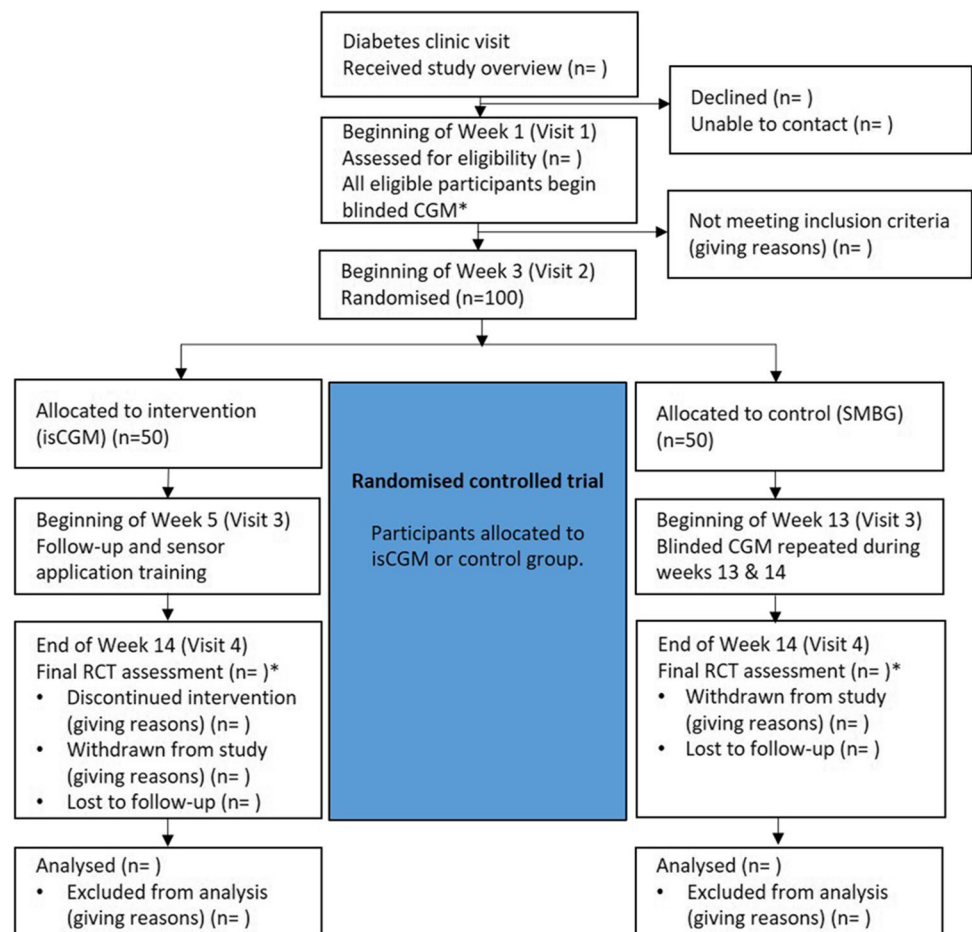 Diabetes clinic visit
Received study overview (n= )
Declined (n= )
Unable to contact (n= )
Beginning of Week 1 (Visit 1)
Assessed for eligibility (n= )
All eligible participants begin
blinded CGM*
Not meeting inclusion criteria
(giving reasons) (n= )
Beginning of Week 3 (Visit 2)
Randomised (n=100)
Allocated to intervention
(isCGM) (n=50)
Randomised controlled trial
Participants allocated to
isCGM or control group.
Allocated to control (SMBG)
(n=50)
Beginning of Week 5 (Visit 3)
Follow-up and sensor
application training
Beginning of Week 13 (Visit 3)
Blinded CGM repeated during
weeks 13 & 14
End of Week 14 (Visit 4)
Final RCT assessment (n= )*
• Discontinued intervention
(giving reasons) (n= )
• Withdrawn from study
(giving reasons) (n= )
• Lost to follow-up (n= )
End of Week 14 (Visit 4)
Final RCT assessment (n= )*
• Withdrawn from study
(giving reasons) (n= )
• Lost to follow-up (n= )
Analysed (n= )
• Excluded from analysis
(giving reasons) (n= )
Analysed (n= )
• Excluded from analysis
(giving reasons) (n= )